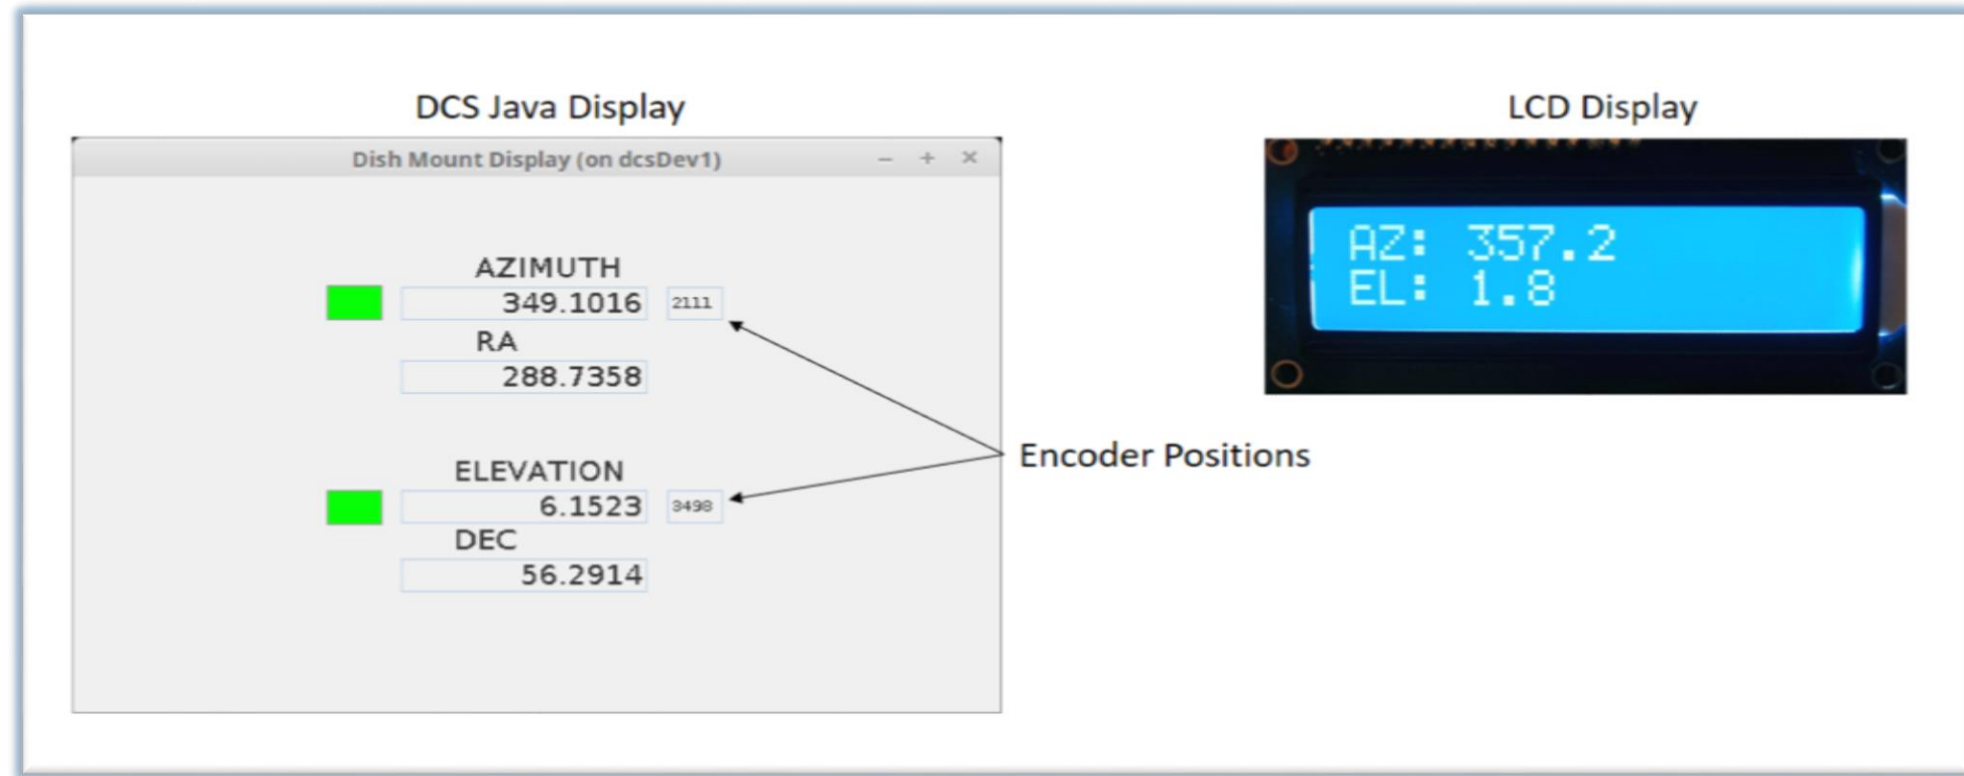 DCS Java Display
Dish Mount Display (on dcsDev1)
AZIMUTH
349.1016 2111
RA
288.7358
ELEVATION
6.1523 3498
DEC
56.2914
Encoder Positions
LCD Display
AZ: 357.2
EL: 1.8